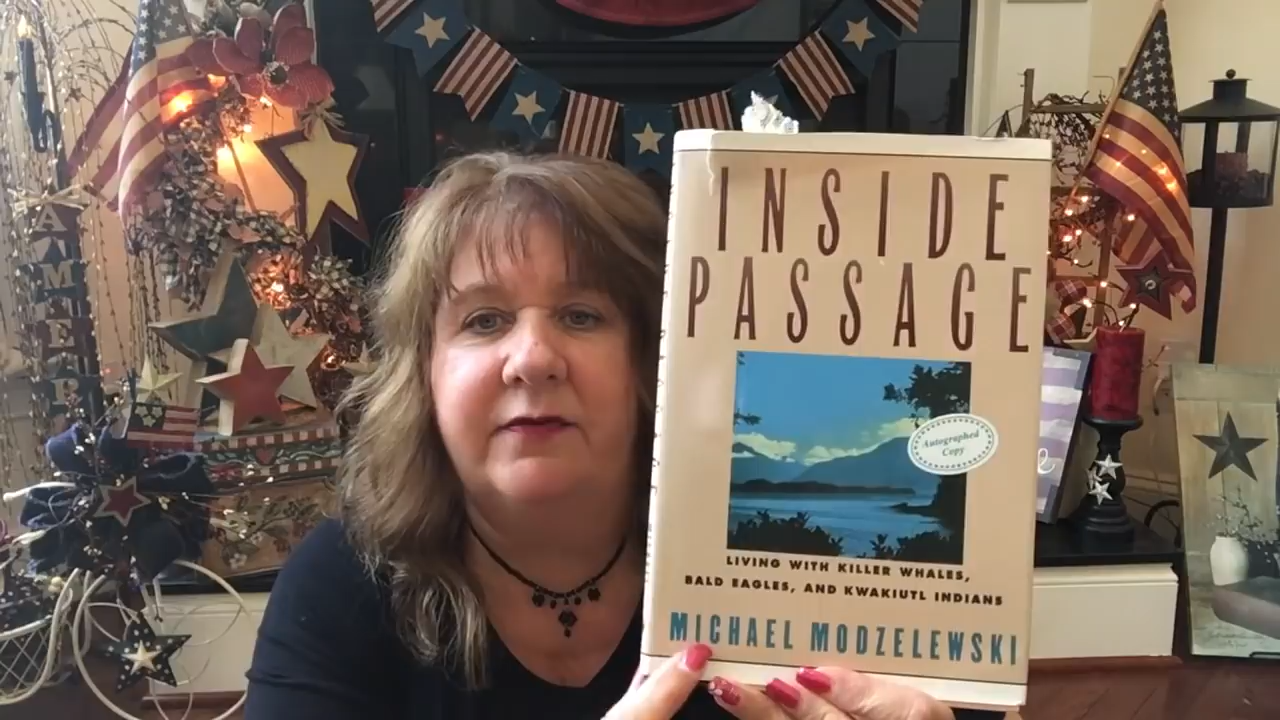 INSIDE
PASSAGE
Autographed
Copy
LIVING WITH KILLER WHALES,
BALD EAGLES, AND KWAKIUTL INDIANS
MICHAEL MODZELEWSKI